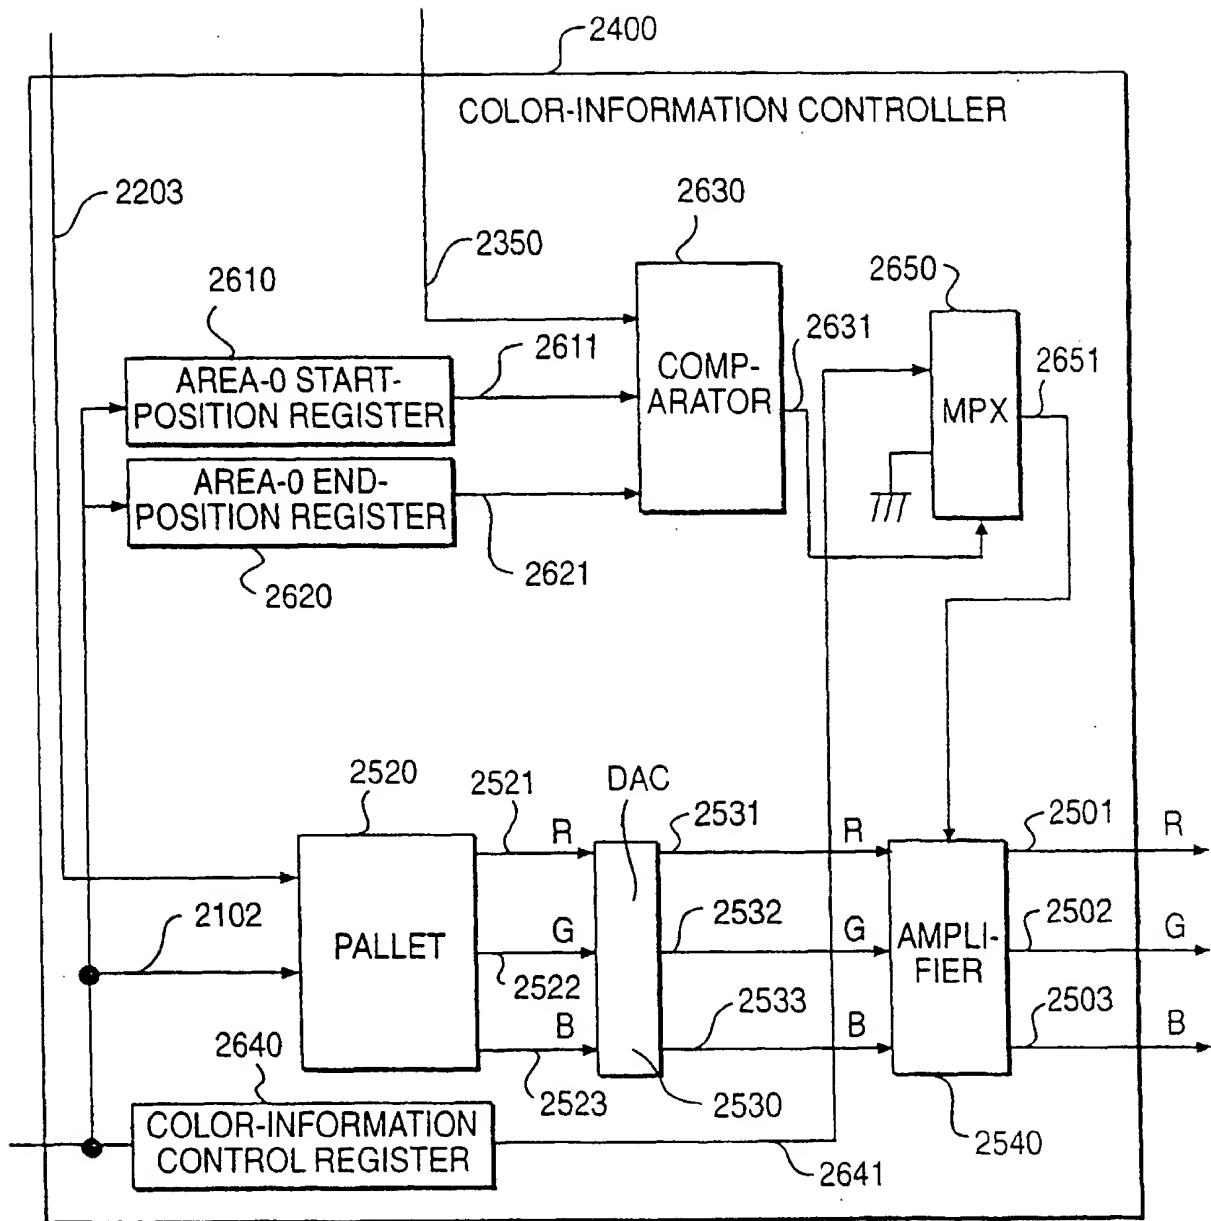 2400
COLOR-INFORMATION CONTROLLER
2203
2630
2350
2650
2610
2631
2611
2651
AREA-0 START-
POSITION REGISTER
COMP-
ARATOR
MPX
AREA-0 END-
POSITION REGISTER
2621
2620
2520
2521
DAC
2531
2501
R
R
R
2102
2532
2502
PALLET
G
G
G
AMPLI-
FIER
2522
2533
2503
B
B
B
2640
2523
2530
2540
COLOR-INFORMATION
CONTROL REGISTER
2641